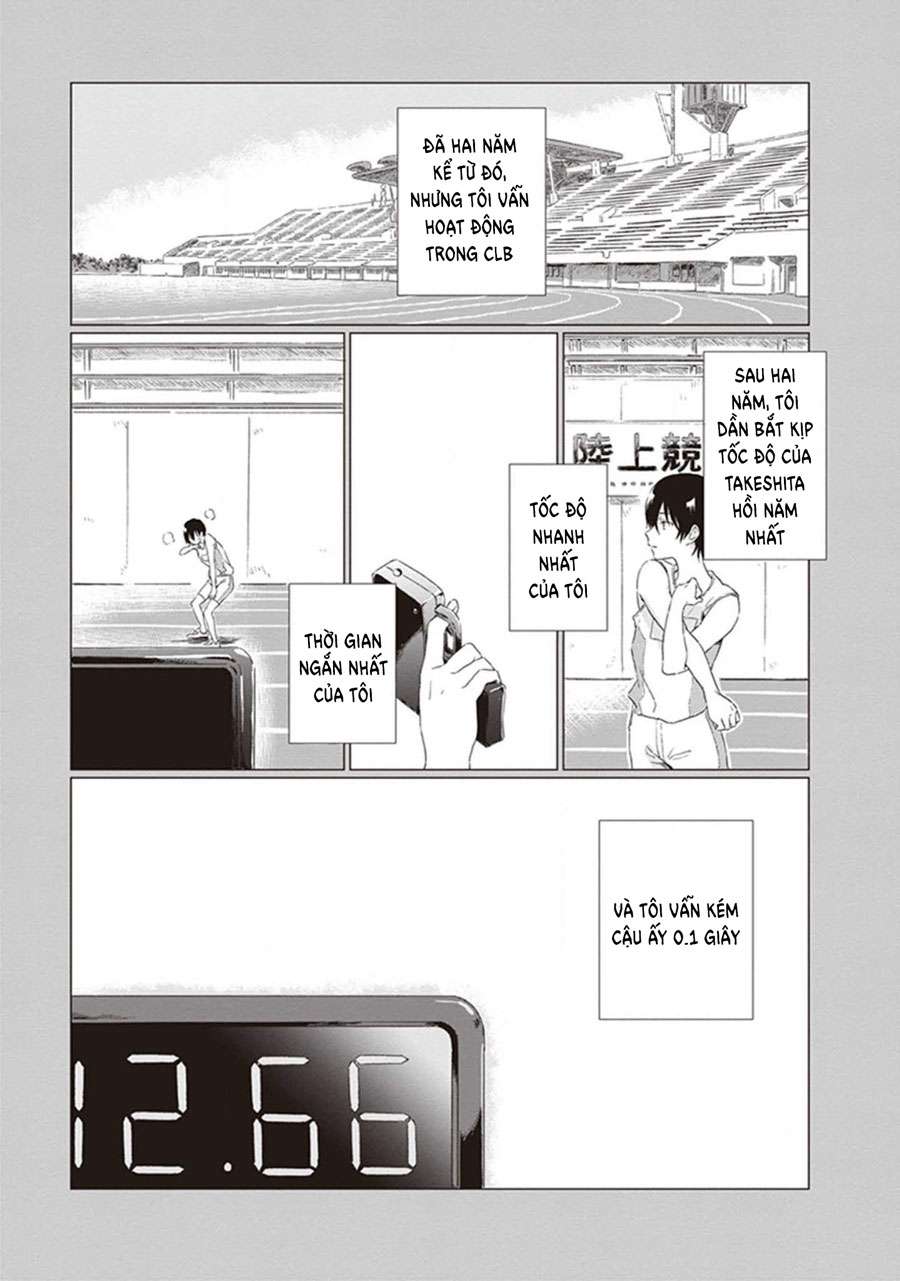 ĐÃ HAI NĂM
KỂ TỪ ĐÓ,
NHƯNG TÔI VẪN
HOẠT ĐỘNG
TRONG CLB
SAU HAI
NĂM, TÔI
DẦN BẮT KỊP
TỐC ĐỘ CỦA
TAKESHITA
HỒI NĂM
NHẤT
陸上競
TỐC ĐỘ
NHANH
NHẤT
CỦA TÔI
THỜI GIAN
NGẮN NHẤT
CỦA TÔI
VÀ TÔI VẪN KÉM
CẬU ẤY 0.1 GIÂY
12.66